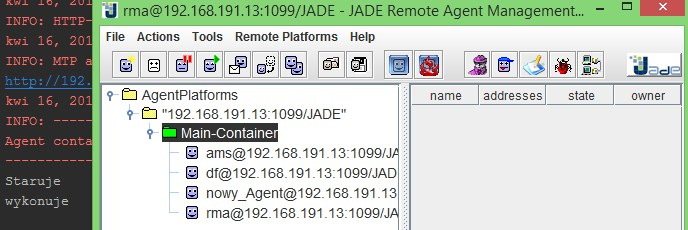 kwi 16, 201
INFO: HTTP-
kwi 16, 201
INFO: MTP a
http://192.
kwi 16, 201
INFO: -----
Agent conta
-----------
Staruje
wykonuje
rma@192.168.191.13:1099/JADE - JADE Remote Agent Management...
File Actions Tools Remote Platforms Help
Jade
AgentPlatforms
"192.168.191.13:1099/JADE"
Main-Container
ams@192.168.191.13:1099/JA
df@192.168.191.13:1099/JAD
nowy_Agent@192.168.191.13
rma@192.168.191.13:1099/JA
name addresses state owner